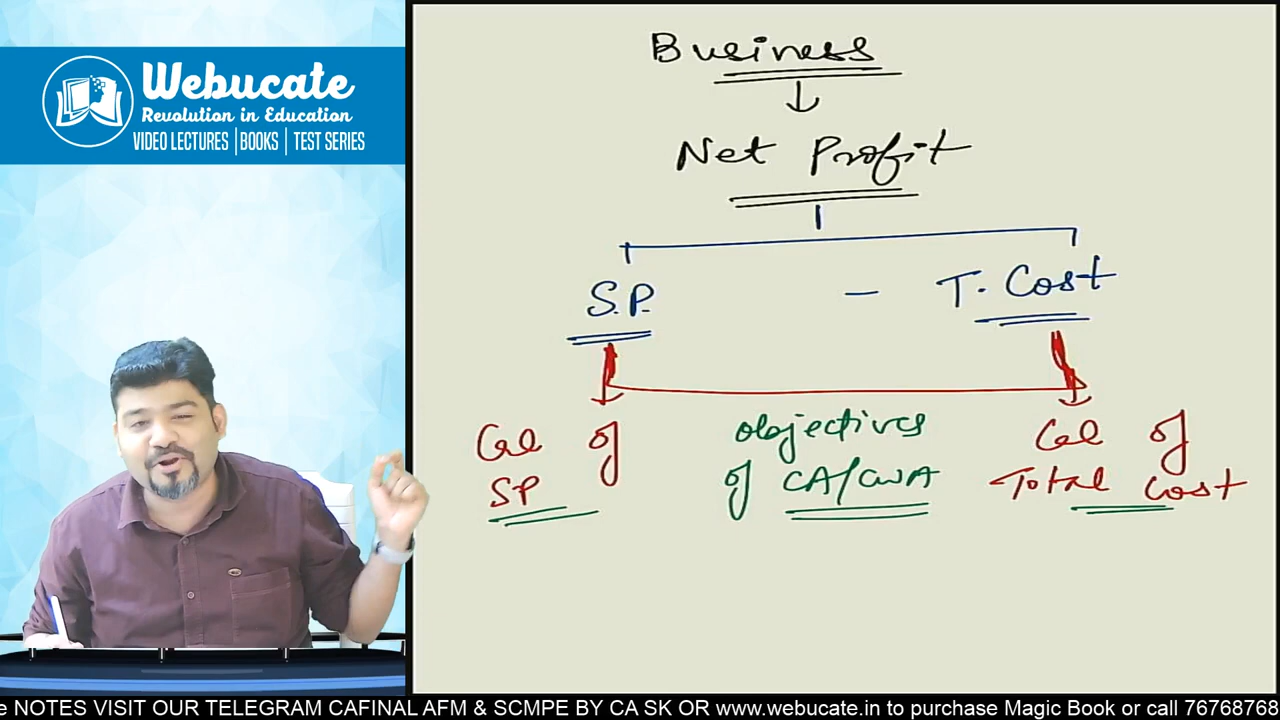 Webucate
Revolution in Education
VIDEO LECTURES | BOOKS | TEST SERIES
Business
Net Profit
S.P. - T. Cost
Cal of
SP
objectives
of CA/CWA
Cal of
Total Cost
e NOTES VISIT OUR TELEGRAM CAFINAL AFM & SCMPE BY CA SK OR www.webucate.in to purchase Magic Book or call 76768768